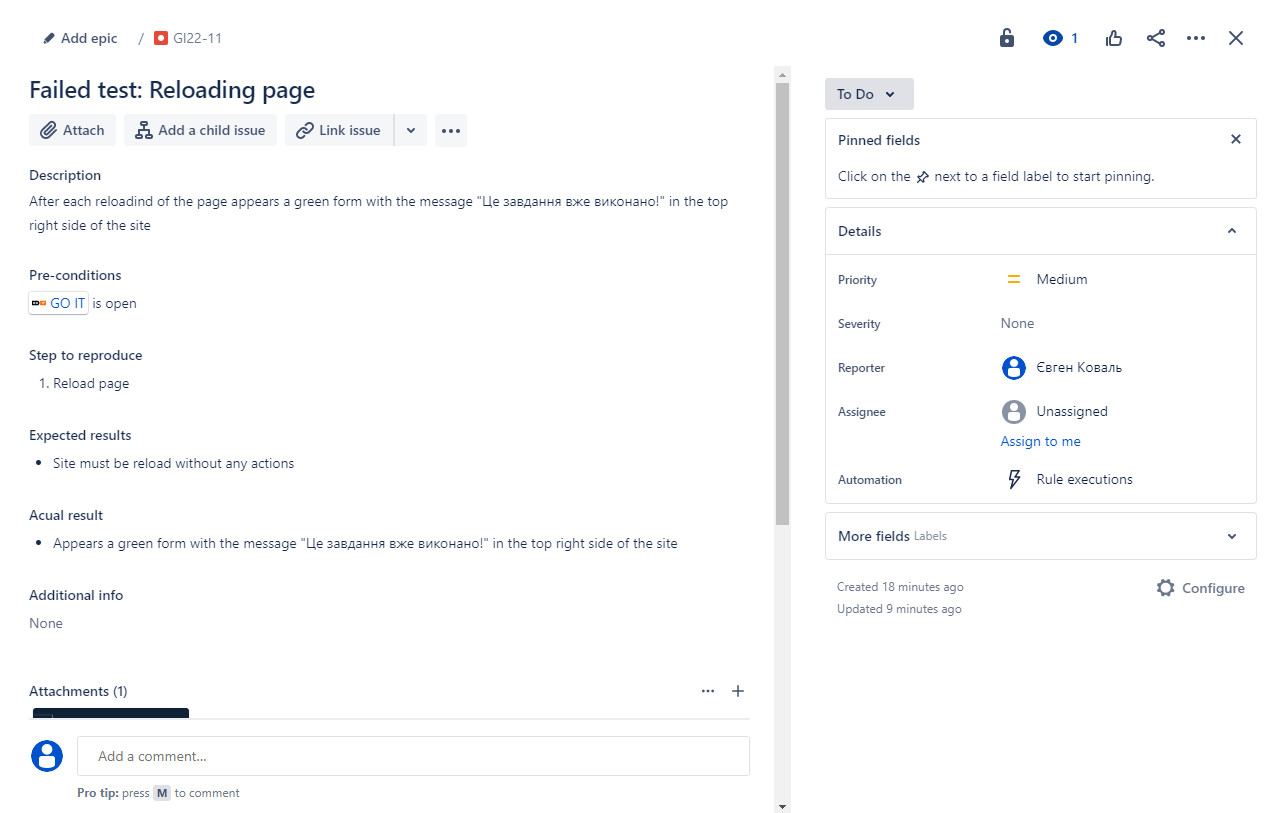 Add epic / GI22-11
1
Failed test: Reloading page
Attach Add a child issue Link issue
Description
After each reloadind of the page appears a green form with the message "Це завдання вже виконано!" in the top
right side of the site
Pre-conditions
GO IT is open
Step to reproduce
1. Reload page
Expected results
• Site must be reload without any actions
Acual result
• Appears a green form with the message "Це завдання вже виконано!" in the top right side of the site
Additional info
None
Attachments (1)
Add a comment...
Pro tip: press M to comment
To Do
Pinned fields
Click on the next to a field label to start pinning.
Details
Priority Medium
Severity None
Reporter Євген Коваль
Assignee Unassigned
Assign to me
Automation Rule executions
More fields Labels
Created 18 minutes ago Configure
Updated 9 minutes ago